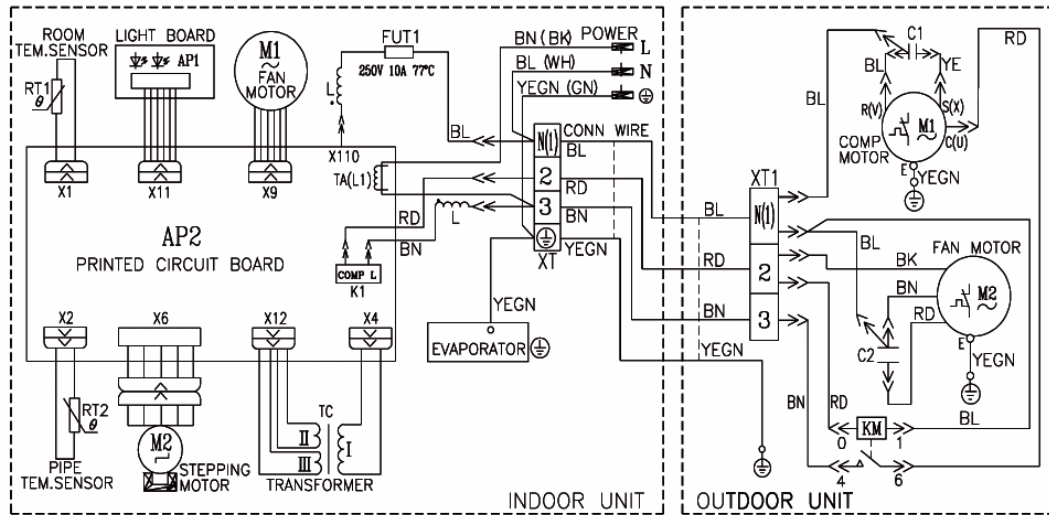 ROOM
TEM.SENSOR
RT1
θ
X1
LIGHT BOARD
AP1
X11
M1
~
FAN
MOTOR
X9
L
FUT1
250V 10A 77℃
X110
TA(L1)
BL
RD
BN
L
COMP L
K1
AP2
PRINTED CIRCUIT BOARD
BN(BK) POWER L
BL (WH) N
YEGN (GN)
CONN WIRE
N(1) BL
2 RD
3 BN
YEGN
XT
YEGN
EVAPORATOR
X2
X6
X12
X4
RT2
θ
PIPE
TEM.SENSOR
M2
~
STEPPING
MOTOR
TC
II
III
I
TRANSFORMER
INDOOR UNIT
C1
RD
BL
YE
BL
R(V)
S(X)
M1
~
C(U)
COMP
MOTOR
E
YEGN
XT1
BL
N(1)
RD
2
BN
3
YEGN
BL
FAN MOTOR
BK
BN
M2
~
RD
C2
E
YEGN
BN
RD
BL
0
KM
1
4
6
OUTDOOR UNIT